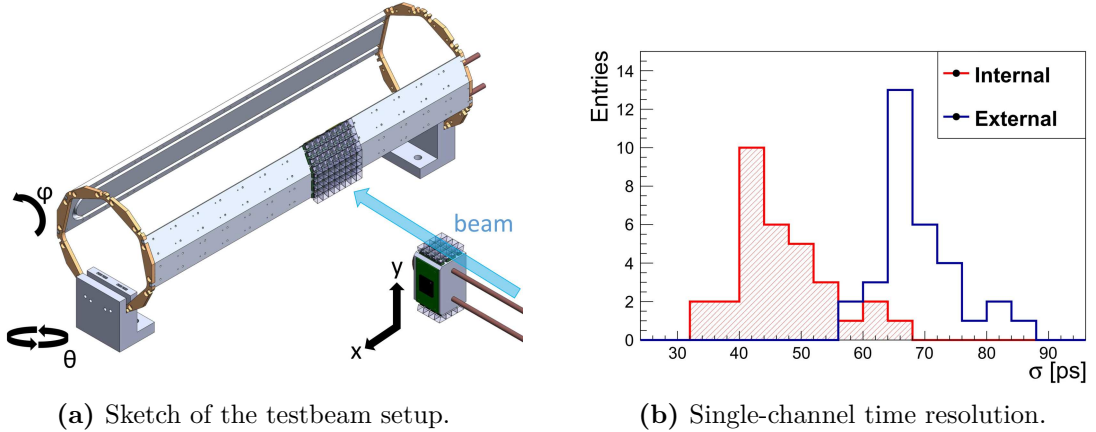 φ
θ
beam
y
x
Entries
14
12
10
8
6
4
2
0
Internal
External
30 40 50 60 70 80 90
σ [ps]
(a) Sketch of the testbeam setup.
(b) Single-channel time resolution.